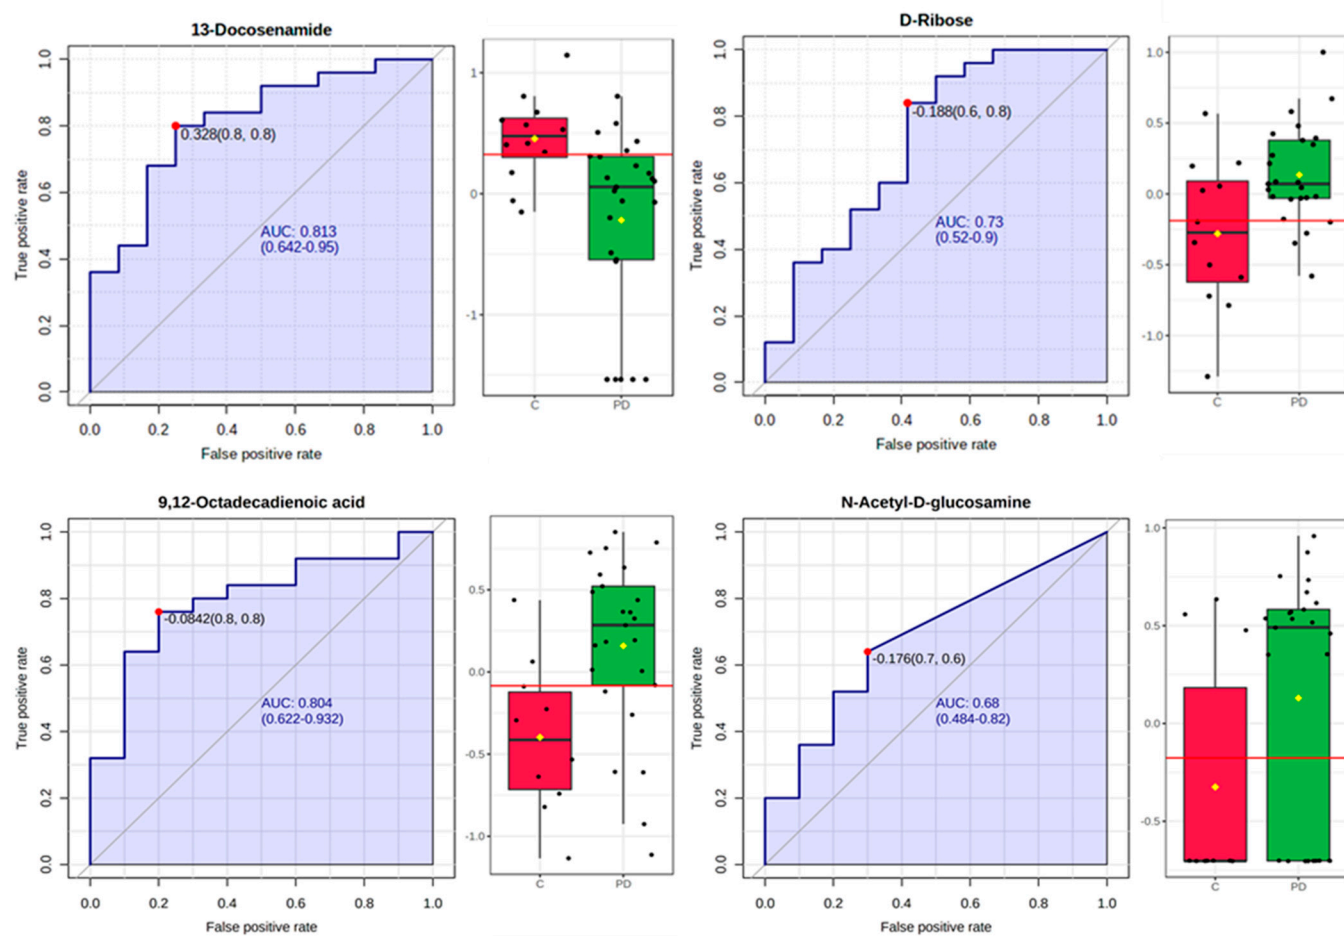 13-Docosenamide
True positive rate
0.0 0.2 0.4 0.6 0.8 1.0
0.328(0.8, 0.8)
AUC: 0.813
(0.642-0.95)
0.0 0.2 0.4 0.6 0.8 1.0
False positive rate
1
0
-1
C PD
D-Ribose
True positive rate
0.0 0.2 0.4 0.6 0.8 1.0
-0.188(0.6, 0.8)
AUC: 0.73
(0.52-0.9)
0.0 0.2 0.4 0.6 0.8 1.0
False positive rate
1.0
0.5
0.0
-0.5
-1.0
C PD
9,12-Octadecadienoic acid
True positive rate
0.0 0.2 0.4 0.6 0.8 1.0
-0.0842(0.8, 0.8)
AUC: 0.804
(0.622-0.932)
0.0 0.2 0.4 0.6 0.8 1.0
False positive rate
0.5
0.0
-0.5
-1.0
C PD
N-Acetyl-D-glucosamine
True positive rate
0.0 0.2 0.4 0.6 0.8 1.0
-0.176(0.7, 0.6)
AUC: 0.68
(0.484-0.82)
0.0 0.2 0.4 0.6 0.8 1.0
False positive rate
1.0
0.5
0.0
-0.5
C PD